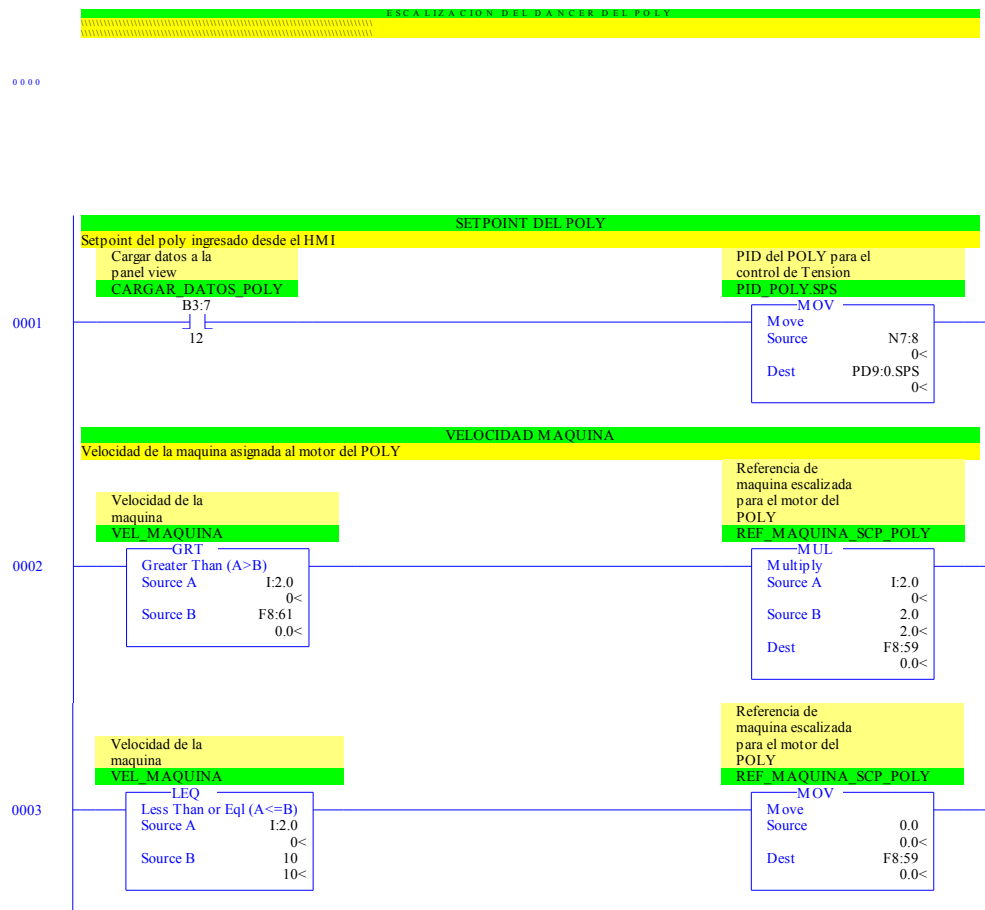 ESCALIZACION DEL DANCER DEL POLY
\\\\\\\\\\\\\\\\\\\\\\\\\\\\\\\\\\\\\\\\\\\\\\\\\\\\\\\\\\\\\\\\\\\\\\\\\\
\\\\\\\\\\\\\\\\\\\\\\\\\\\\\\\\\\\\\\\\\\\\\\\\\\\\\\\\\\\\\\\\\\\\\\\\\\
0000
SETPOINT DEL POLY
Setpoint del poly ingresado desde el HMI
Cargar datos a la
panel view
CARGAR_DATOS_POLY
B3:7
12
PID del POLY para el
control de Tension
PID_POLY.SPS
0001
MOV
Move
Source N7:8
0<
Dest PD9:0.SPS
0<
VELOCIDAD MAQUINA
Velocidad de la maquina asignada al motor del POLY
Velocidad de la
maquina
VEL_MAQUINA
0002
GRT
Greater Than (A>B)
Source A I:2.0
0<
Source B F8:61
0.0<
Referencia de
maquina escalizada
para el motor del
POLY
REF_MAQUINA_SCP_POLY
MUL
Multiply
Source A I:2.0
0<
Source B 2.0
2.0<
Dest F8:59
0.0<
Velocidad de la
maquina
VEL_MAQUINA
0003
LEQ
Less Than or Eql (A<=B)
Source A I:2.0
0<
Source B 10
10<
Referencia de
maquina escalizada
para el motor del
POLY
REF_MAQUINA_SCP_POLY
MOV
Move
Source 0.0
0.0<
Dest F8:59
0.0<